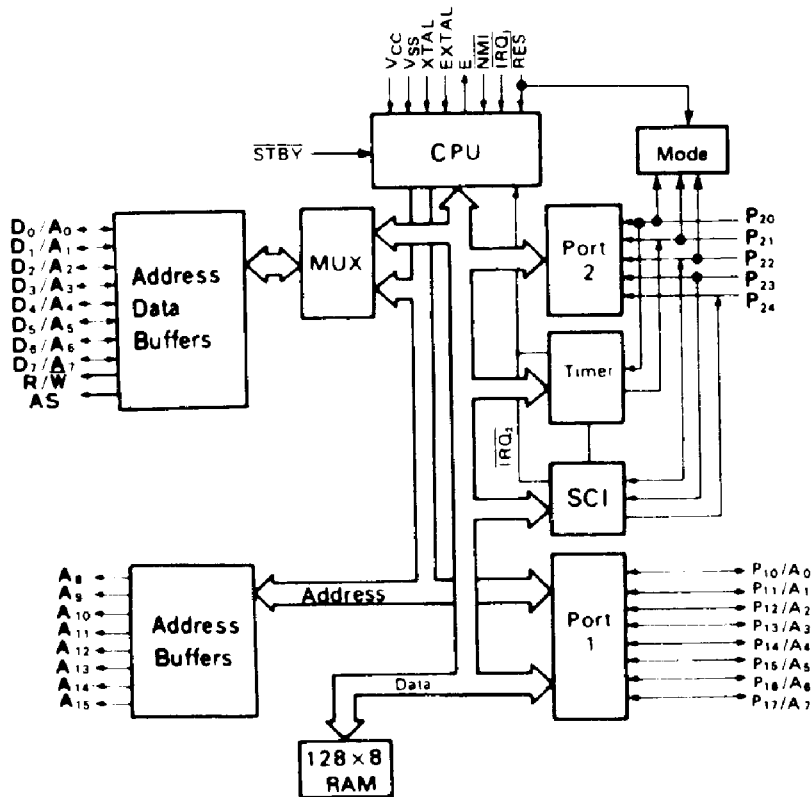 VCC
VSS
XTAL
EXTAL
E
NMI
IRQ1
RES
STBY
CPU
Mode
D0/A0
D1/A1
D2/A2
D3/A3
D4/A4
D5/A5
D6/A6
D7/A7
R/W
AS
Address
Data
Buffers
MUX
Port
2
P20
P21
P22
P23
P24
Timer
IRQ2
SCI
A8
A9
A10
A11
A12
A13
A14
A15
Address
Buffers
Address
Data
Port
1
P10/A0
P11/A1
P12/A2
P13/A3
P14/A4
P15/A5
P16/A6
P17/A7
128 × 8
RAM